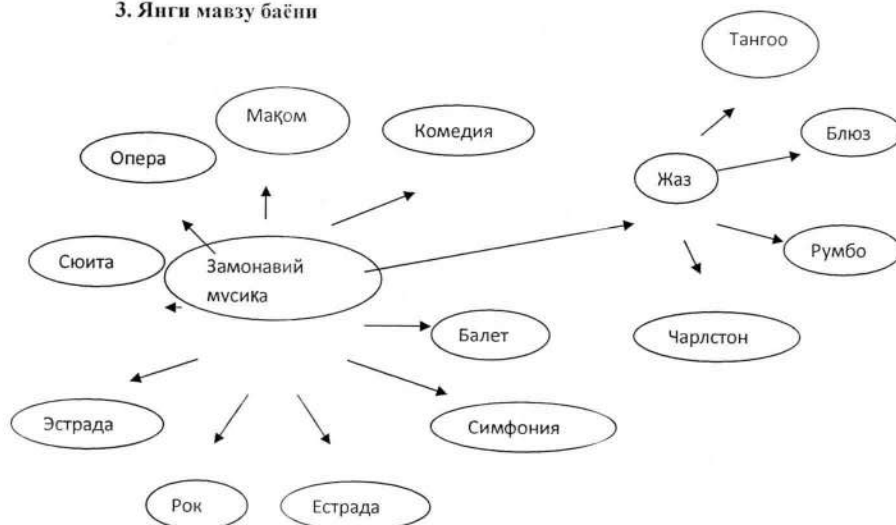 3. Янги мавзу баёни
Тангоо
Мақом
Комедия
Блюз
Опера
Жаз
Сюита
Замонавий
мусика
Румбо
Балет
Чарлстон
Эстрада
Симфония
Рок
Естрада